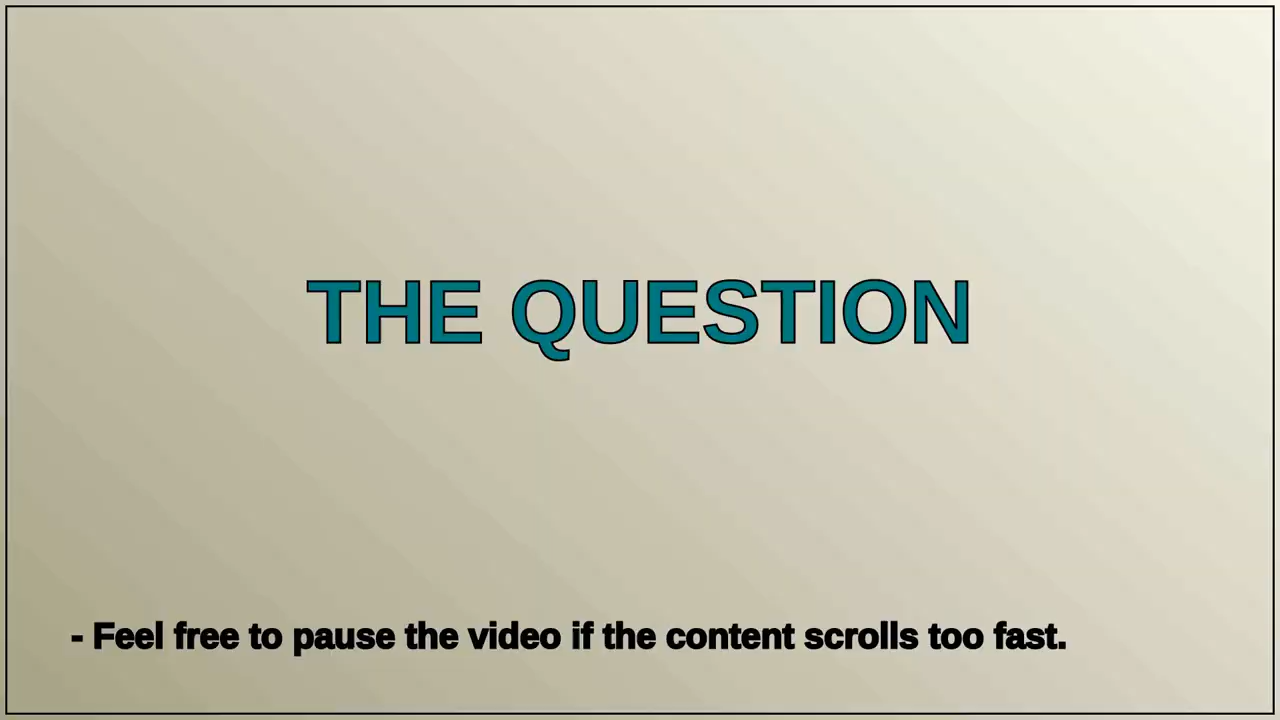 THE QUESTION
- Feel free to pause the video if the content scrolls too fast.